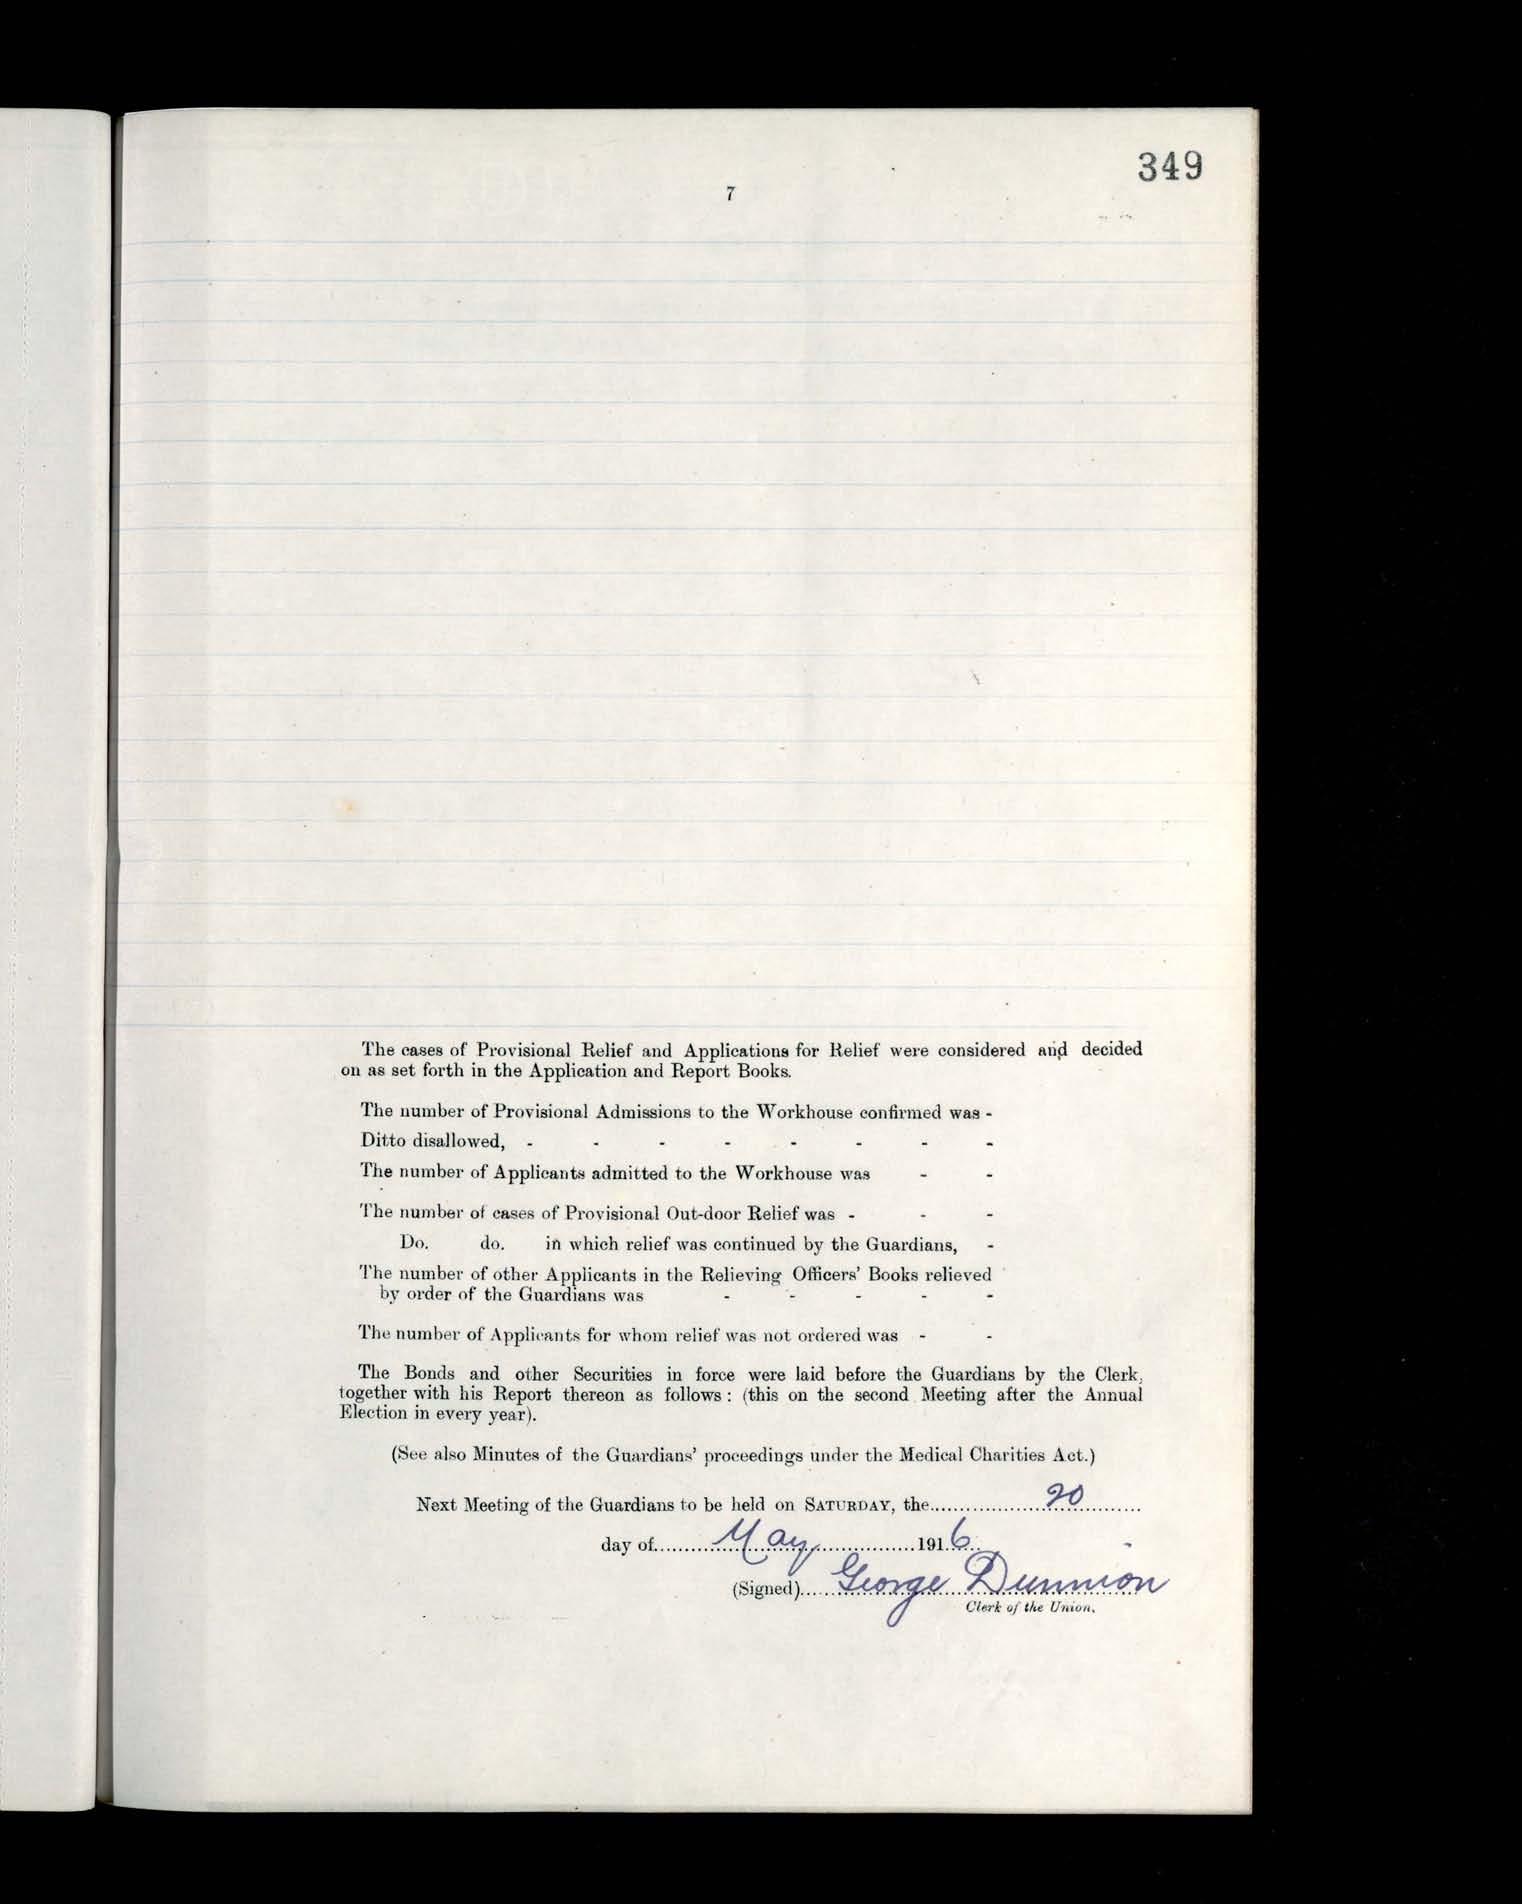 349
7
The cases of Provisional Relief and Applications for Relief were considered and decided
on as set forth in the Application and Report Books.
The number of Provisional Admissions to the Workhouse confirmed was -
Ditto disallowed, - - - - - - - -
The number of Applicants admitted to the Workhouse was - -
The number of cases of Provisional Out-door Relief was - - -
Do. do. in which relief was continued by the Guardians, -
The number of other Applicants in the Relieving Officers' Books relieved
by order of the Guardians was - - - - -
The number of Applicants for whom relief was not ordered was - -
The Bonds and other Securities in force were laid before the Guardians by the Clerk,
together with his Report thereon as follows: (this on the second Meeting after the Annual
Election in every year).
(See also Minutes of the Guardians' proceedings under the Medical Charities Act.)
Next Meeting of the Guardians to be held on SATURDAY, the 20
day of May 1916
(Signed) George Dunnion
Clerk of the Union.